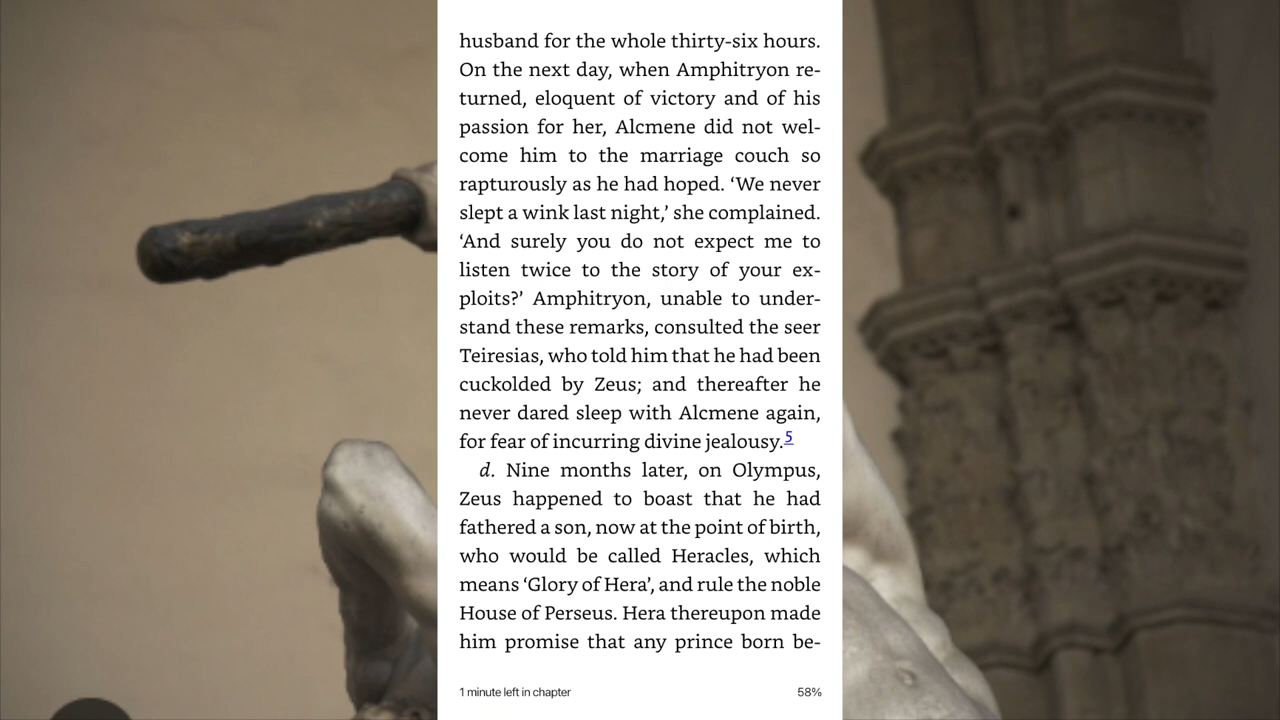 husband for the whole thirty-six hours.
On the next day, when Amphitryon re-
turned, eloquent of victory and of his
passion for her, Alcmene did not wel-
come him to the marriage couch so
rapturously as he had hoped. ‘We never
slept a wink last night,’ she complained.
‘And surely you do not expect me to
listen twice to the story of your ex-
ploits?’ Amphitryon, unable to under-
stand these remarks, consulted the seer
Teiresias, who told him that he had been
cuckolded by Zeus; and thereafter he
never dared sleep with Alcmene again,
for fear of incurring divine jealousy.5
d. Nine months later, on Olympus,
Zeus happened to boast that he had
fathered a son, now at the point of birth,
who would be called Heracles, which
means ‘Glory of Hera’, and rule the noble
House of Perseus. Hera thereupon made
him promise that any prince born be-
1 minute left in chapter 58%